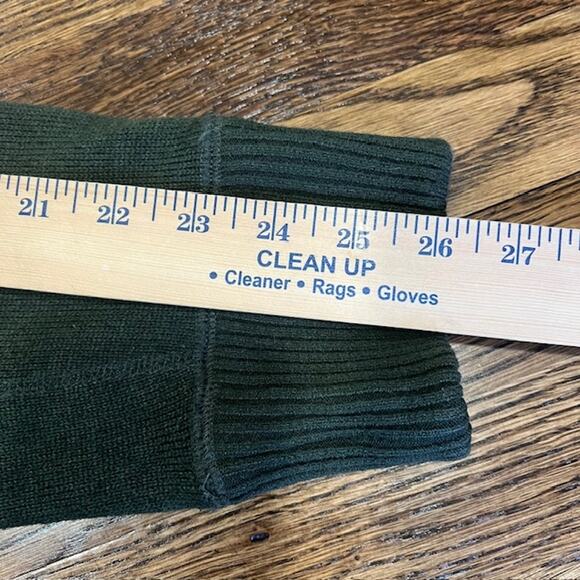 21 22 23 24 25 26 27
CLEAN UP
• Cleaner • Rags • Gloves